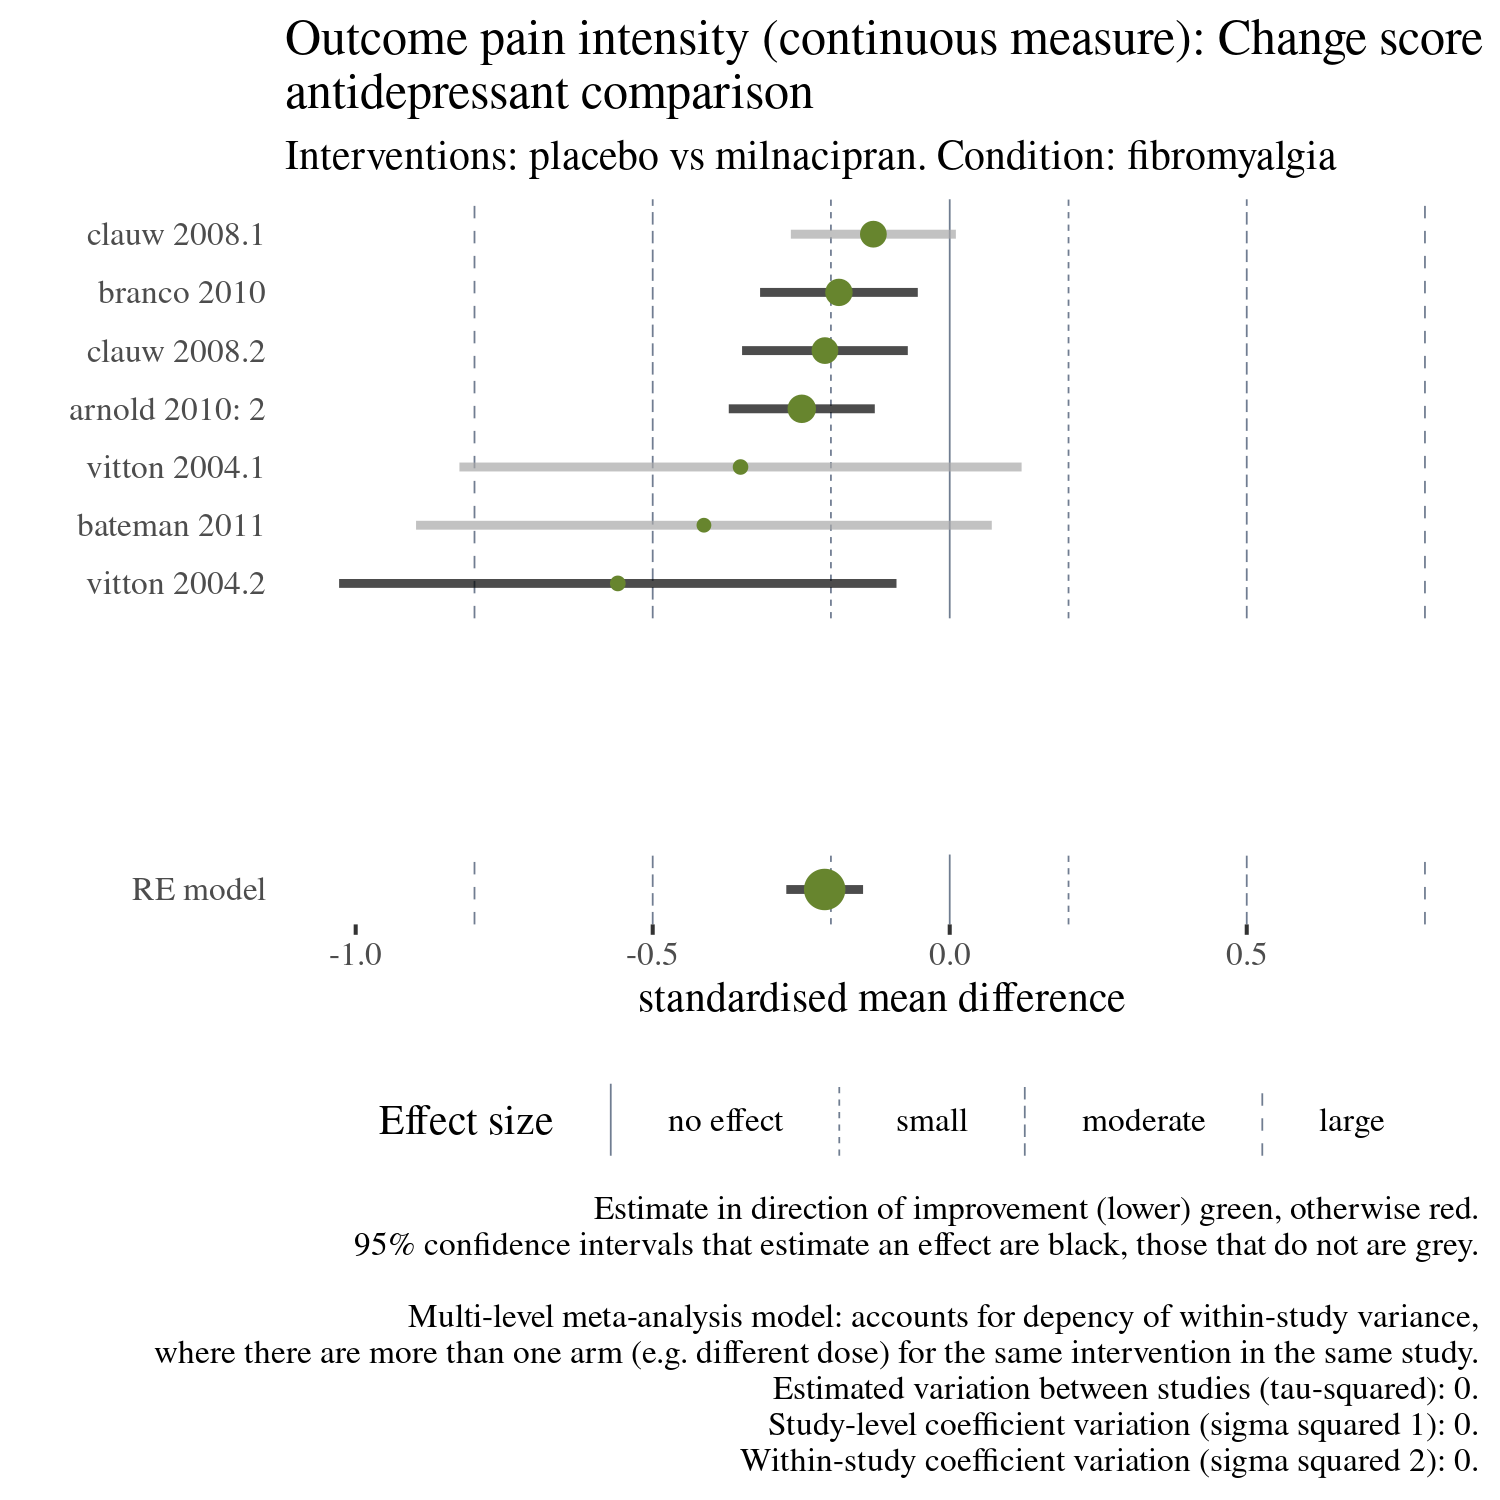 Outcome pain intensity (continuous measure): Change score
antidepressant comparison
Interventions: placebo vs milnacipran. Condition: fibromyalgia
clauw 2008.1
branco 2010
clauw 2008.2
arnold 2010: 2
vitton 2004.1
bateman 2011
vitton 2004.2
RE model
-1.0 -0.5 0.0 0.5
standardised mean difference
Effect size no effect small moderate large
Estimate in direction of improvement (lower) green, otherwise red.
95% confidence intervals that estimate an effect are black, those that do not are grey.
Multi-level meta-analysis model: accounts for depency of within-study variance,
where there are more than one arm (e.g. different dose) for the same intervention in the same study.
Estimated variation between studies (tau-squared): 0.
Study-level coefficient variation (sigma squared 1): 0.
Within-study coefficient variation (sigma squared 2): 0.